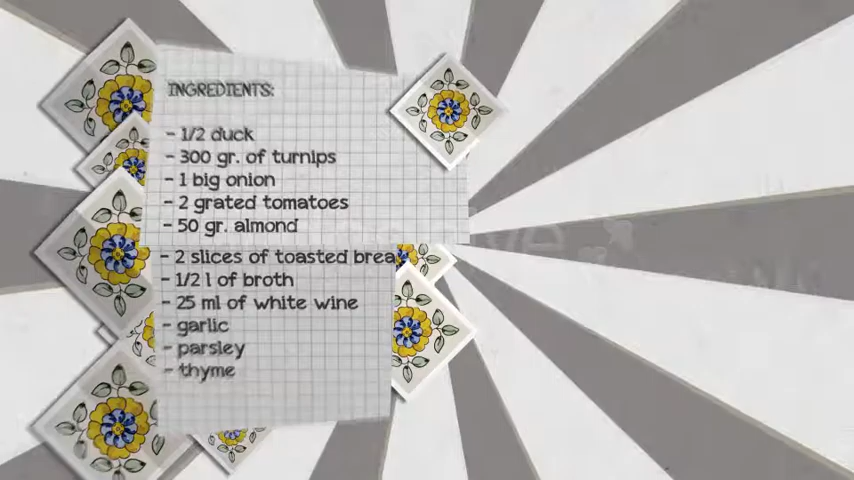 INGREDIENTS:
- 1/2 duck
- 300 gr. of turnips
- 1 big onion
- 2 grated tomatoes
- 50 gr. almond
- 2 slices of toasted brea
- 1/2 l of broth
- 25 ml of white wine
- garlic
- parsley
- thyme